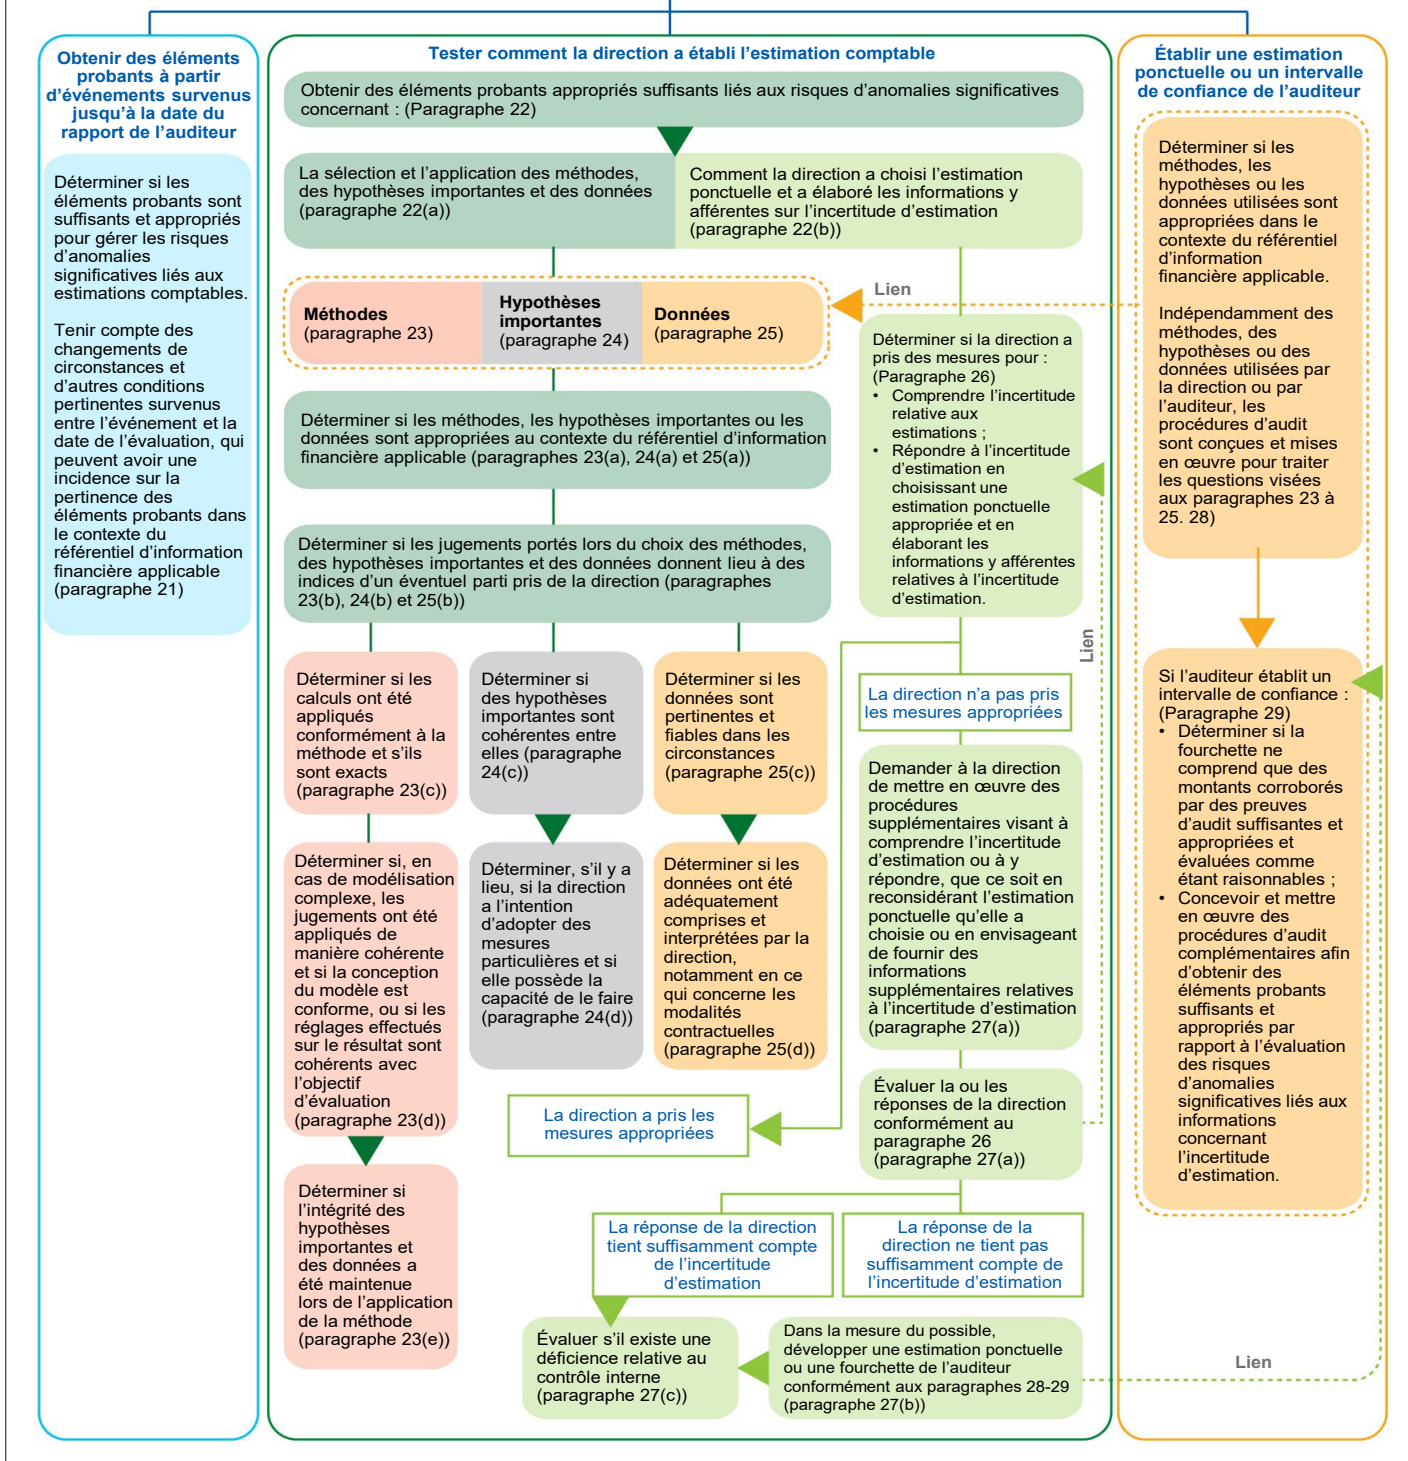 Obtenir des éléments
probants à partir
d’événements survenus
jusqu’à la date du
rapport de l’auditeur
Déterminer si les
éléments probants sont
suffisants et appropriés
pour gérer les risques
d’anomalies
significatives liés aux
estimations comptables.
Tenir compte des
changements de
circonstances et
d’autres conditions
pertinentes survenus
entre l’événement et la
date de l’évaluation, qui
peuvent avoir une
incidence sur la
pertinence des
éléments probants dans
le contexte du
référentiel d’information
financière applicable
(paragraphe 21)
Tester comment la direction a établi l’estimation comptable
Obtenir des éléments probants appropriés suffisants liés aux risques d’anomalies significatives
concernant : (Paragraphe 22)
La sélection et l’application des méthodes,
des hypothèses importantes et des données
(paragraphe 22(a))
Comment la direction a choisi l’estimation
ponctuelle et a élaboré les informations y
afférentes sur l’incertitude d’estimation
(paragraphe 22(b))
Méthodes
(paragraphe 23)
Hypothèses
importantes
(paragraphe 24)
Données
(paragraphe 25)
Lien
Déterminer si les méthodes, les hypothèses importantes ou les
données sont appropriées au contexte du référentiel d’information
financière applicable (paragraphes 23(a), 24(a) et 25(a))
Déterminer si les jugements portés lors du choix des méthodes,
des hypothèses importantes et des données donnent lieu à des
indices d’un éventuel parti pris de la direction (paragraphes
23(b), 24(b) et 25(b))
Déterminer si les
calculs ont été
appliqués
conformément à la
méthode et s’ils
sont exacts
(paragraphe 23(c))
Déterminer si, en
cas de modélisation
complexe, les
jugements ont été
appliqués de
manière cohérente
et si la conception
du modèle est
conforme, ou si les
réglages effectués
sur le résultat sont
cohérents avec
l’objectif
d’évaluation
(paragraphe 23(d))
Déterminer si
l’intégrité des
hypothèses
importantes et
des données a
été maintenue
lors de l’application
de la méthode
(paragraphe 23(e))
Déterminer si
des hypothèses
importantes sont
cohérentes entre
elles (paragraphe
24(c))
Déterminer, s’il y a
lieu, si la direction
a l’intention
d’adopter des
mesures
particulières et si
elle possède la
capacité de le faire
(paragraphe 24(d))
Déterminer si les
données sont
pertinentes et
fiables dans les
circonstances
(paragraphe 25(c))
Déterminer si les
données ont été
adéquatement
comprises et
interprétées par la
direction,
notamment en ce
qui concerne les
modalités
contractuelles
(paragraphe 25(d))
Déterminer si la direction a
pris des mesures pour :
(Paragraphe 26)
• Comprendre l’incertitude
relative aux
estimations ;
• Répondre à l’incertitude
d’estimation en
choisissant une
estimation ponctuelle
appropriée et en
élaborant les
informations y afférentes
relatives à l’incertitude
d’estimation.
Lien
La direction n’a pas pris
les mesures appropriées
Demander à la direction
de mettre en œuvre des
procédures
supplémentaires visant à
comprendre l’incertitude
d’estimation ou à y
répondre, que ce soit en
reconsidérant l’estimation
ponctuelle qu’elle a
choisie ou en envisageant
de fournir des
informations
supplémentaires relatives
à l’incertitude d’estimation
(paragraphe 27(a))
La direction a pris les
mesures appropriées
Évaluer la ou les
réponses de la direction
conformément au
paragraphe 26
(paragraphe 27(a))
La réponse de la direction
tient suffisamment compte
de l’incertitude
d’estimation
La réponse de la
direction ne tient pas
suffisamment compte de
l’incertitude d’estimation
Évaluer s’il existe une
déficience relative au
contrôle interne
(paragraphe 27(c))
Dans la mesure du possible,
développer une estimation ponctuelle
ou une fourchette de l’auditeur
conformément aux paragraphes 28-29
(paragraphe 27(b))
Lien
Établir une estimation
ponctuelle ou un intervalle
de confiance de l’auditeur
Déterminer si les
méthodes, les
hypothèses ou les
données utilisées sont
appropriées dans le
contexte du référentiel
d’information
financière applicable.
Indépendamment des
méthodes, des
hypothèses ou des
données utilisées par
la direction ou par
l’auditeur, les
procédures d’audit
sont conçues et mises
en œuvre pour traiter
les questions visées
aux paragraphes 23 à
25. 28)
Si l’auditeur établit un
intervalle de confiance :
(Paragraphe 29)
• Déterminer si la
fourchette ne
comprend que des
montants corroborés
par des preuves
d’audit suffisantes et
appropriées et
évaluées comme
étant raisonnables ;
• Concevoir et mettre
en œuvre des
procédures d’audit
complémentaires afin
d’obtenir des
éléments probants
suffisants et
appropriés par
rapport à l’évaluation
des risques
d’anomalies
significatives liés aux
informations
concernant
l’incertitude
d’estimation.